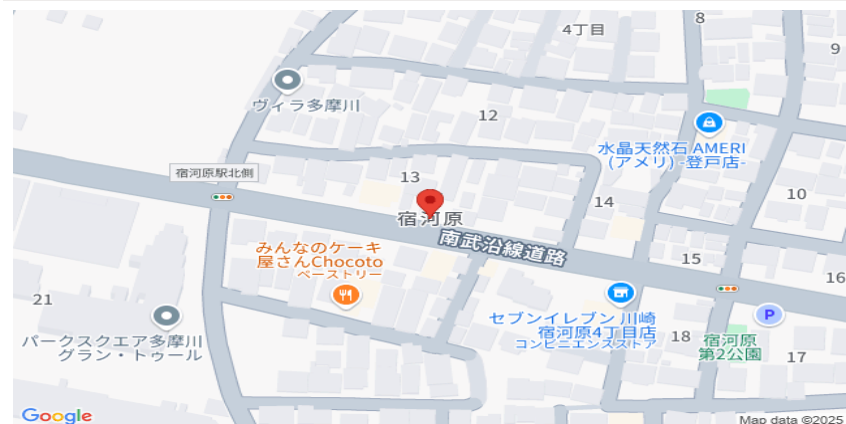 8
4丁目
9
ヴィラ多摩川
12
水晶天然石 AMERI
(アメリ) -登戸店-
宿河原駅北側
13
10
14
宿河原
南武沿線道路
みんなのケーキ
屋さんChocoto
ペーストリー
15
16
21
セブンイレブン 川崎
宿河原4丁目店
コンビニエンスストア
P
パークスクエア多摩川
グラン・トゥール
18
宿河原
第2公園
17
Google
Map data ©2025